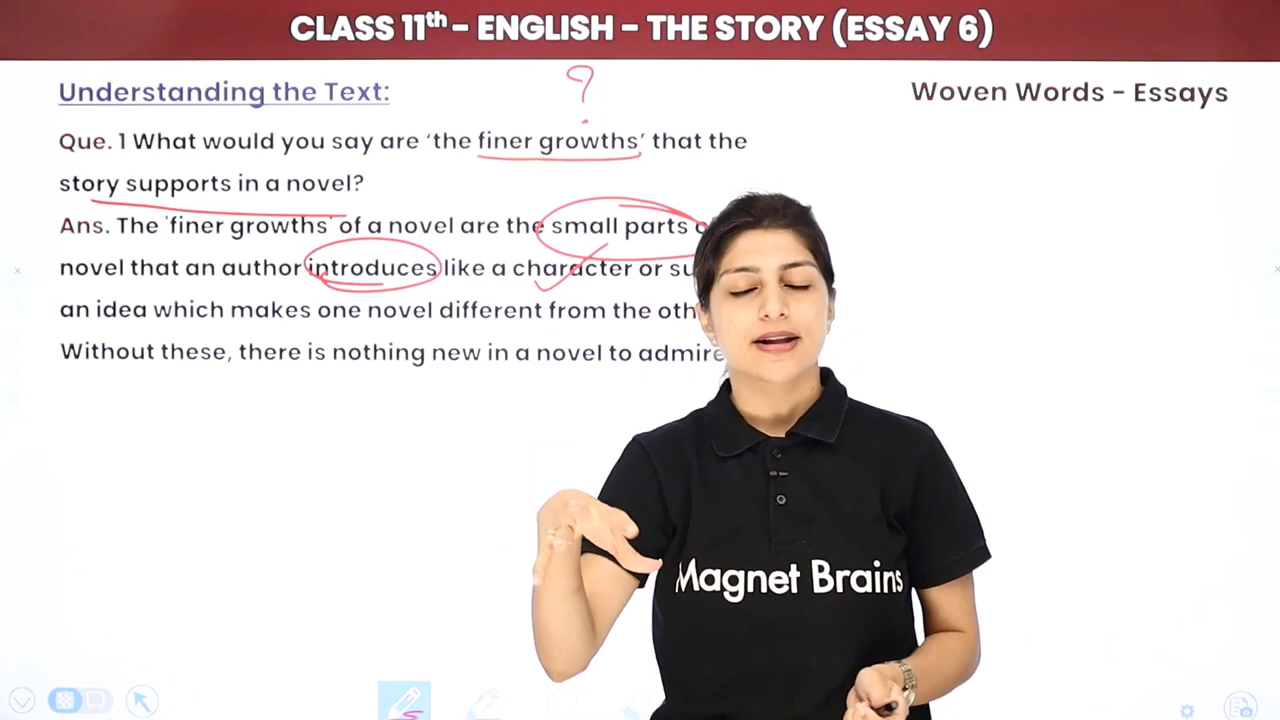 CLASS 11th - ENGLISH - THE STORY (ESSAY 6)
Understanding the Text:
?
Woven Words - Essays
Que. 1 What would you say are ‘the finer growths’ that the
story supports in a novel?
Ans. The 'finer growths' of a novel are the small parts
novel that an author introduces like a character or
an idea which makes one novel different from the
Without these, there is nothing new in a novel to admire
Magnet Brains